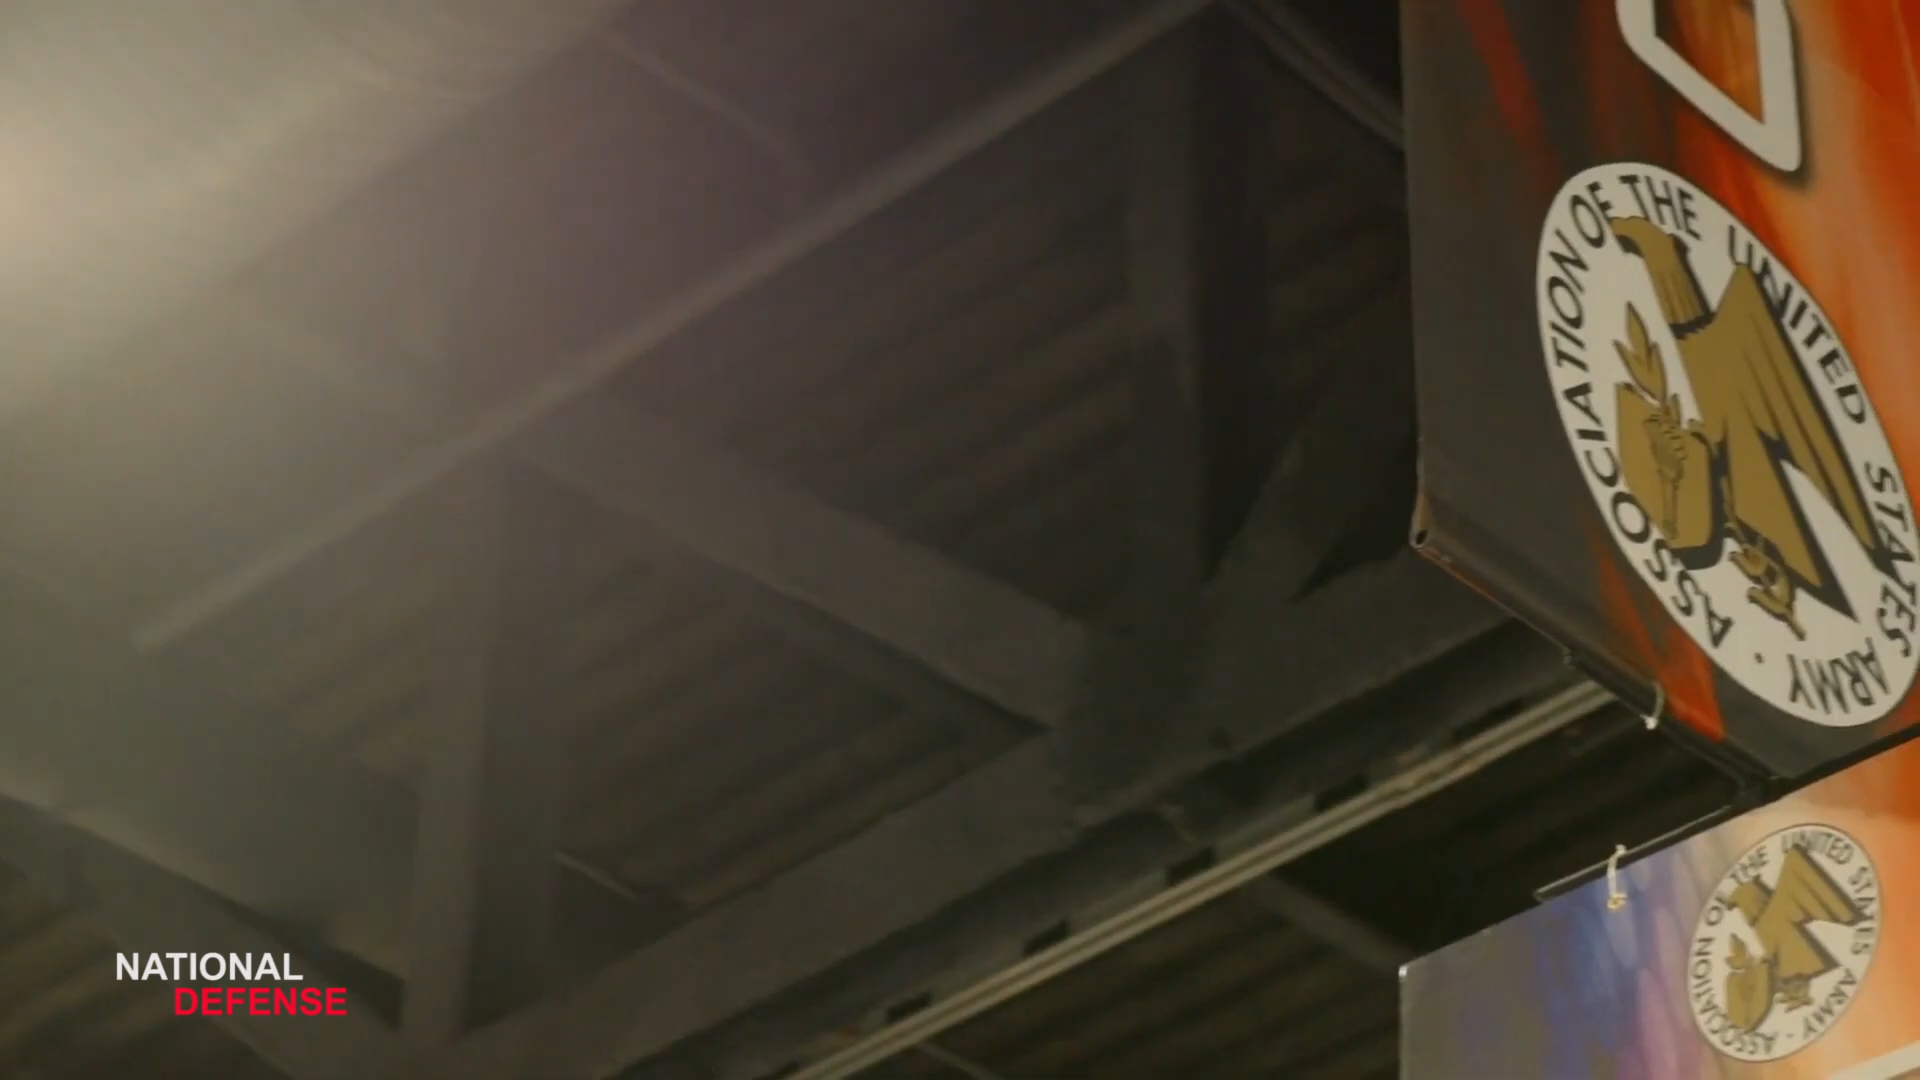 ASSOCIATION OF THE UNITED STATES ARMY ·
ASSOCIATION OF THE UNITED STATES ARMY ·
NATIONAL
DEFENSE